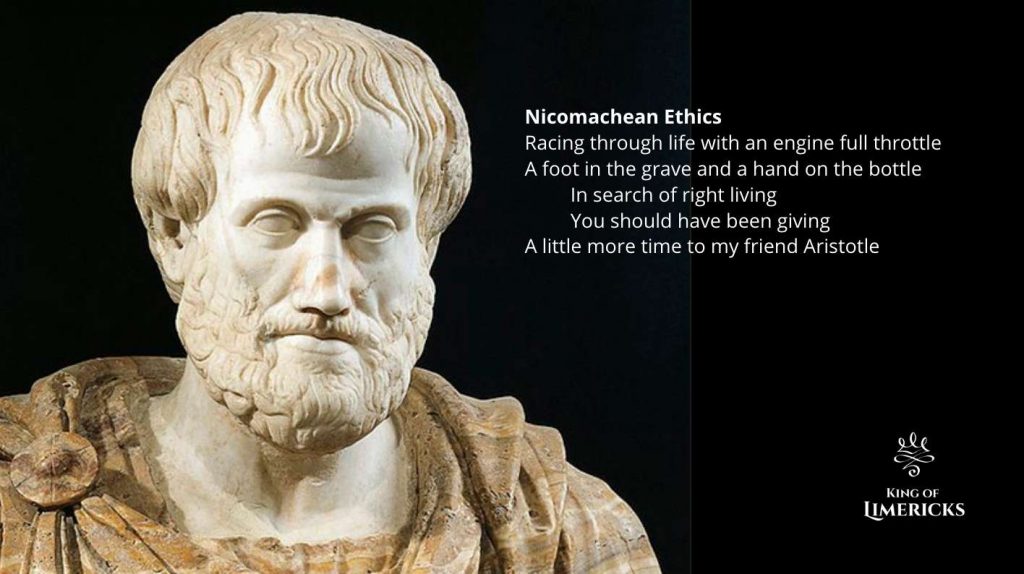 Nicomachean Ethics
Racing through life with an engine full throttle
A foot in the grave and a hand on the bottle
In search of right living
You should have been giving
A little more time to my friend Aristotle
King of
Limericks